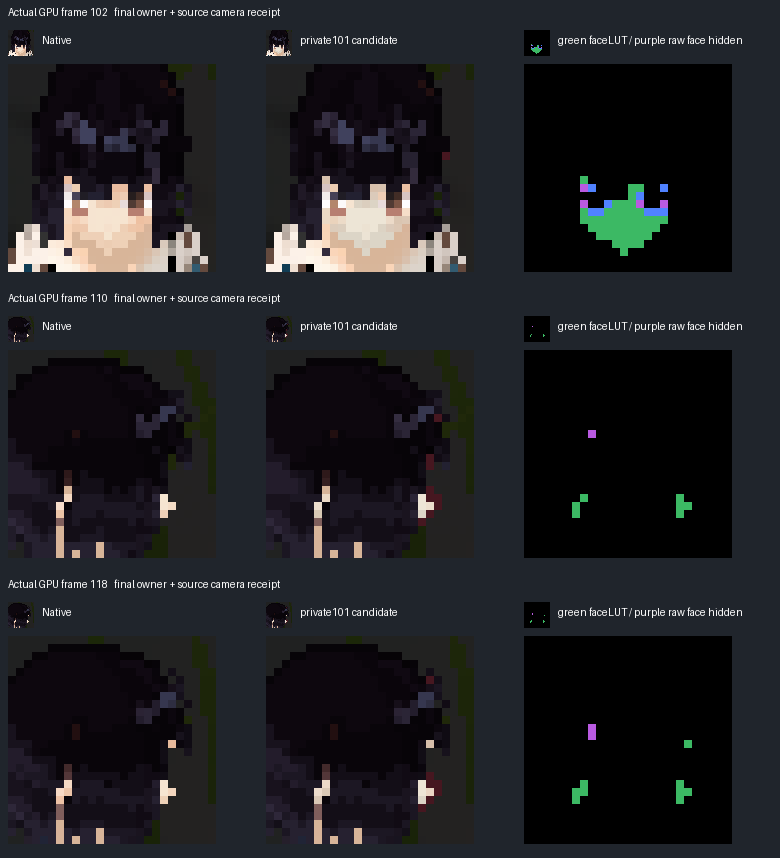 Actual GPU frame 102 final owner + source camera receipt
Native
private101 candidate
green faceLUT / purple raw face hidden
Actual GPU frame 110 final owner + source camera receipt
Native
private101 candidate
green faceLUT / purple raw face hidden
Actual GPU frame 118 final owner + source camera receipt
Native
private101 candidate
green faceLUT / purple raw face hidden